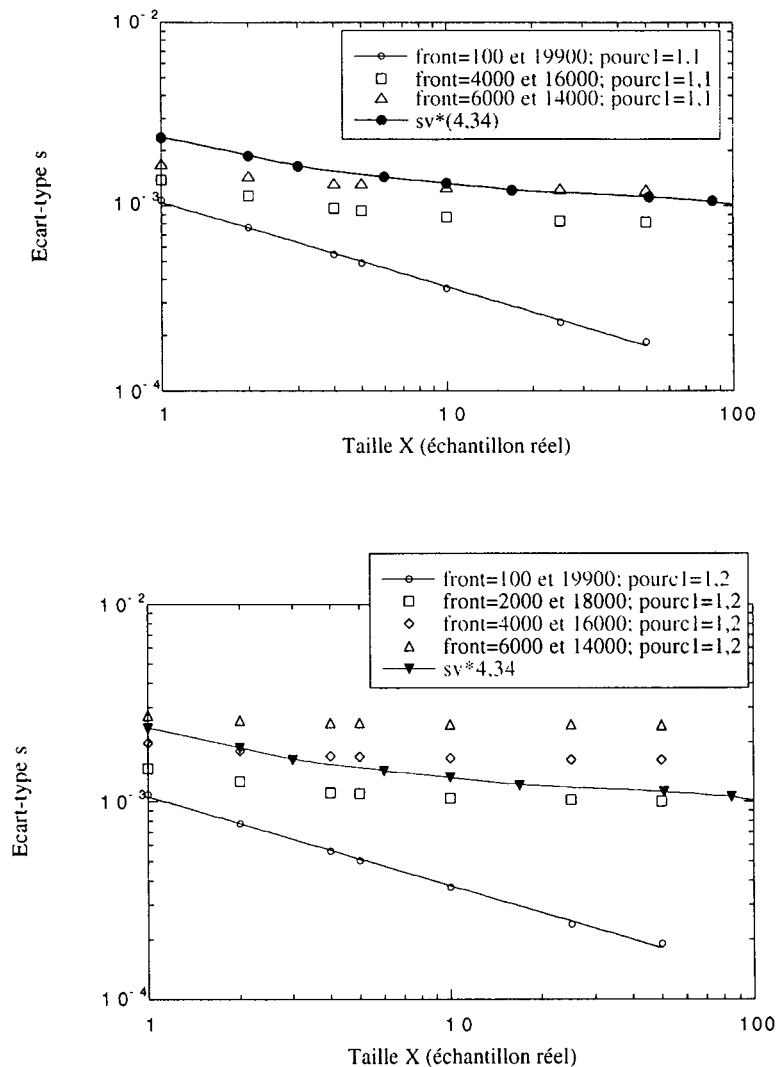 10^-2
front=100 et 19900; pourc1=1,1
front=4000 et 16000; pourc1=1,1
front=6000 et 14000; pourc1=1,1
sv*(4,34)
Ecart-type s
10^-3
10^-4
1 10 100
Taille X (échantillon réel)
front=100 et 19900; pourc1=1,2
front=2000 et 18000; pourc1=1,2
front=4000 et 16000; pourc1=1,2
front=6000 et 14000; pourc1=1,2
sv*4,34
10^-2
Ecart-type s
10^-3
10^-4
1 10 100
Taille X (échantillon réel)